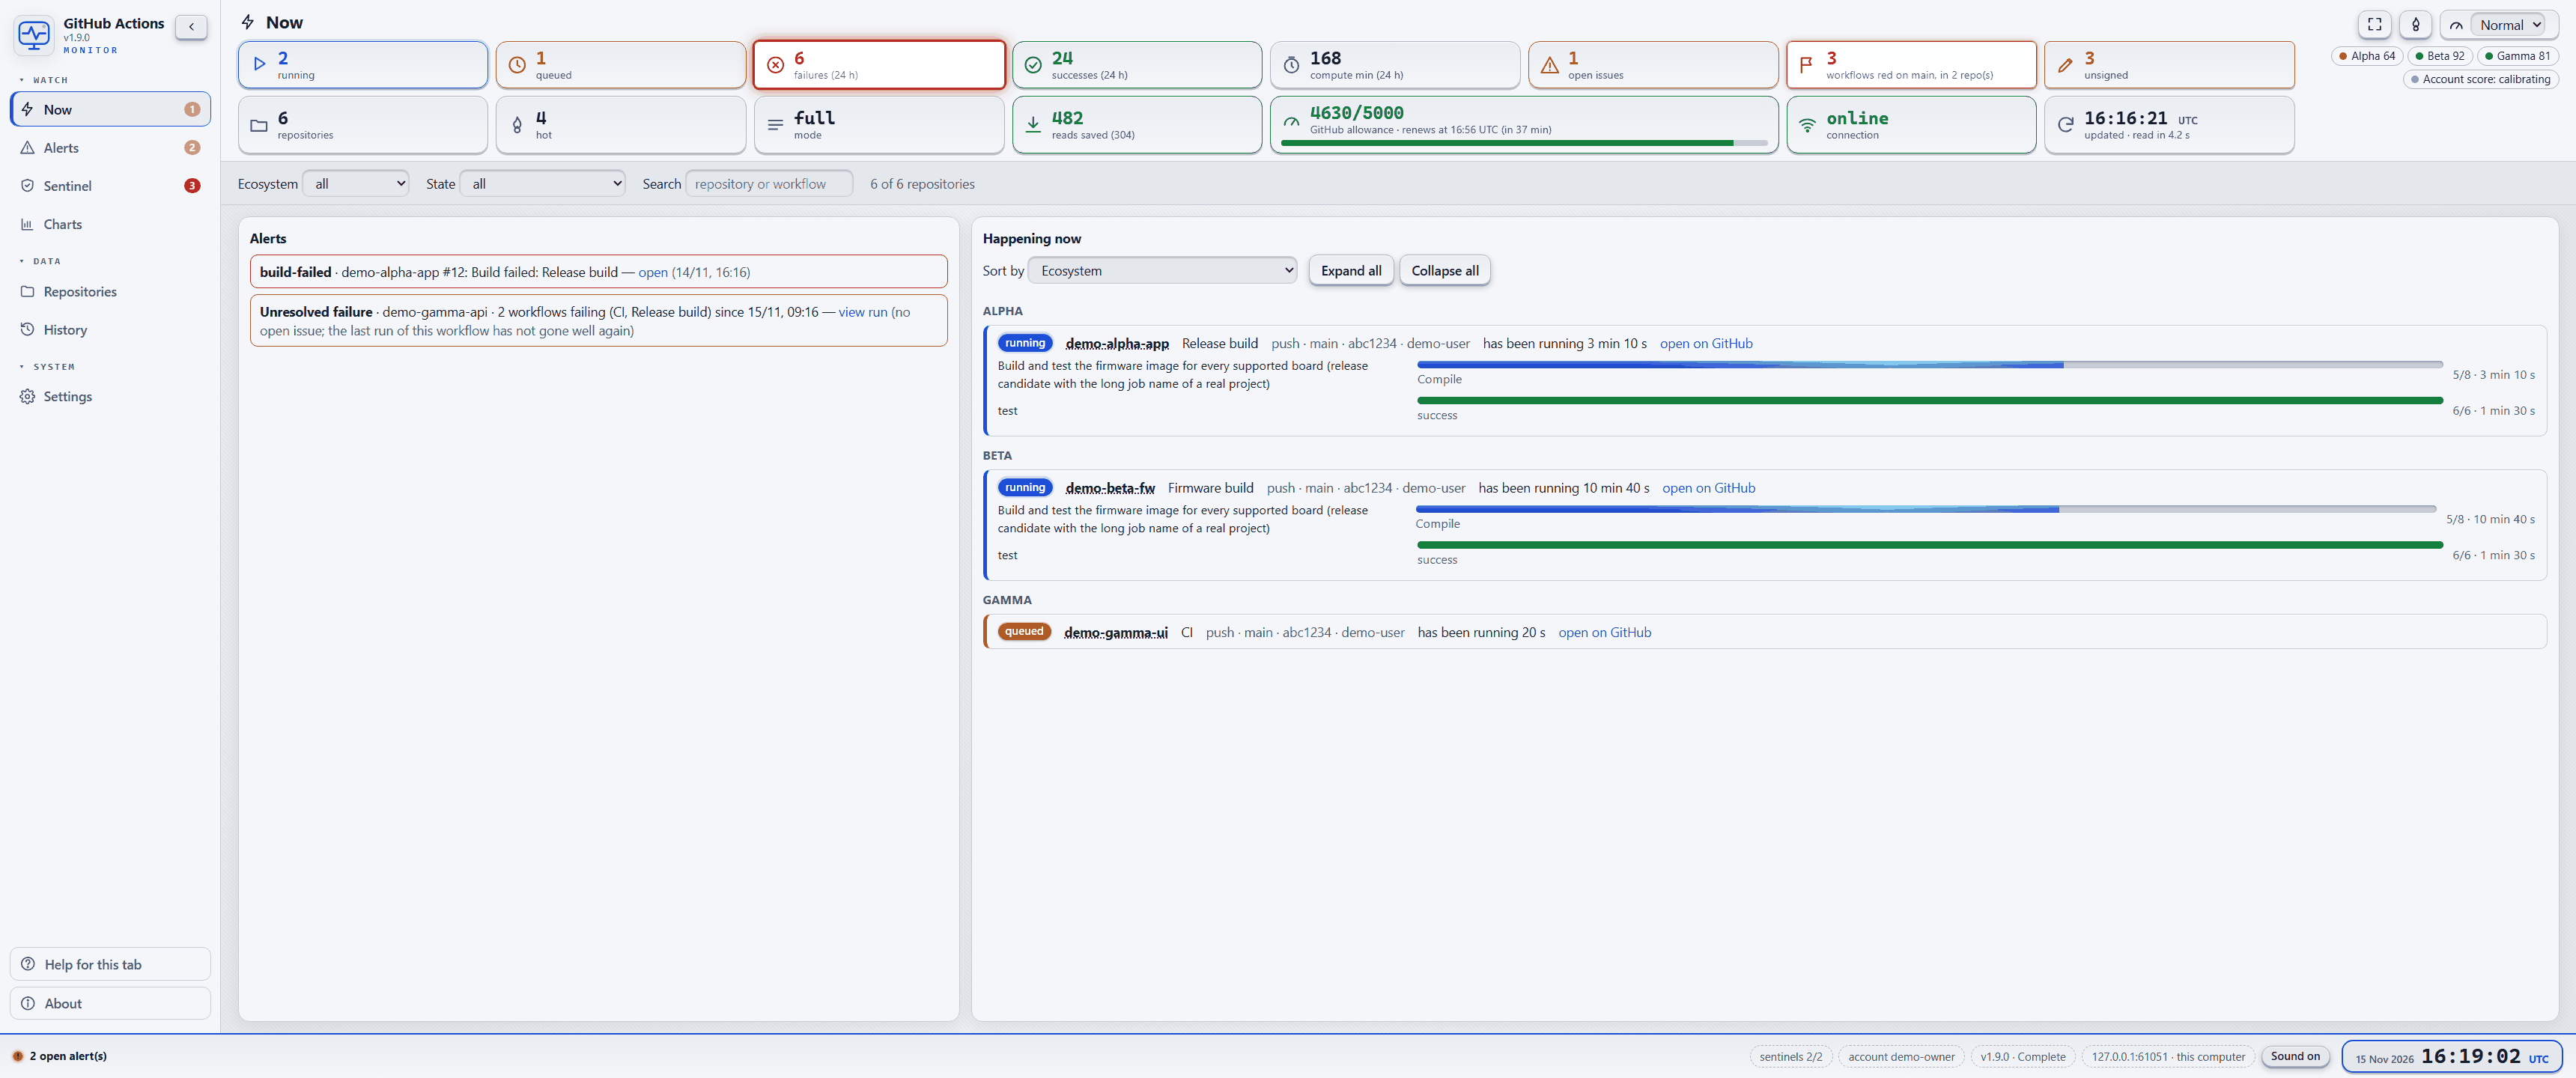 GitHub Actions
v1.9.0
MONITOR
WATCH
Now 1
Alerts 2
Sentinel 3
Charts
DATA
Repositories
History
SYSTEM
Settings
Help for this tab
About
Now
Normal
2
running
1
queued
6
failures (24 h)
24
successes (24 h)
168
compute min (24 h)
1
open issues
3
workflows red on main, in 2 repo(s)
3
unsigned
Alpha 64
Beta 92
Gamma 81
Account score: calibrating
6
repositories
4
hot
full
mode
482
reads saved (304)
4630/5000
GitHub allowance · renews at 16:56 UTC (in 37 min)
online
connection
16:16:21 UTC
updated · read in 4.2 s
Ecosystem all State all Search repository or workflow 6 of 6 repositories
Alerts
build-failed · demo-alpha-app #12: Build failed: Release build — open (14/11, 16:16)
Unresolved failure · demo-gamma-api · 2 workflows failing (CI, Release build) since 15/11, 09:16 — view run (no
open issue; the last run of this workflow has not gone well again)
Happening now
Sort by Ecosystem Expand all Collapse all
ALPHA
running demo-alpha-app Release build push · main · abc1234 · demo-user has been running 3 min 10 s open on GitHub
Build and test the firmware image for every supported board (release
candidate with the long job name of a real project)
Compile
5/8 · 3 min 10 s
test
success
6/6 · 1 min 30 s
BETA
running demo-beta-fw Firmware build push · main · abc1234 · demo-user has been running 10 min 40 s open on GitHub
Build and test the firmware image for every supported board (release
candidate with the long job name of a real project)
Compile
5/8 · 10 min 40 s
test
success
6/6 · 1 min 30 s
GAMMA
queued demo-gamma-ui CI push · main · abc1234 · demo-user has been running 20 s open on GitHub
2 open alert(s)
sentinels 2/2
account demo-owner
v1.9.0 · Complete
127.0.0.1:61051 · this computer
Sound on
15 Nov 2026 16:19:02 UTC